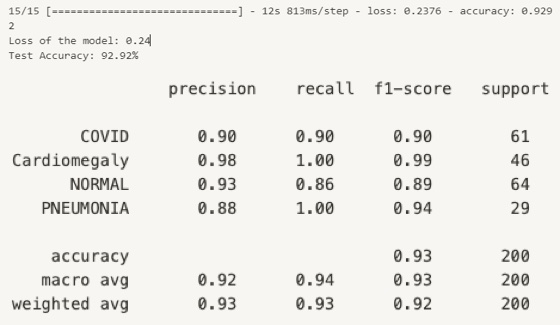 15/15 [==============================] - 12s 813ms/step - loss: 0.2376 - accuracy: 0.929
2
Loss of the model: 0.24
Test Accuracy: 92.92%
precision recall f1-score support
COVID 0.90 0.90 0.90 61
Cardiomegaly 0.98 1.00 0.99 46
NORMAL 0.93 0.86 0.89 64
PNEUMONIA 0.88 1.00 0.94 29
accuracy 0.93 200
macro avg 0.92 0.94 0.93 200
weighted avg 0.93 0.93 0.92 200